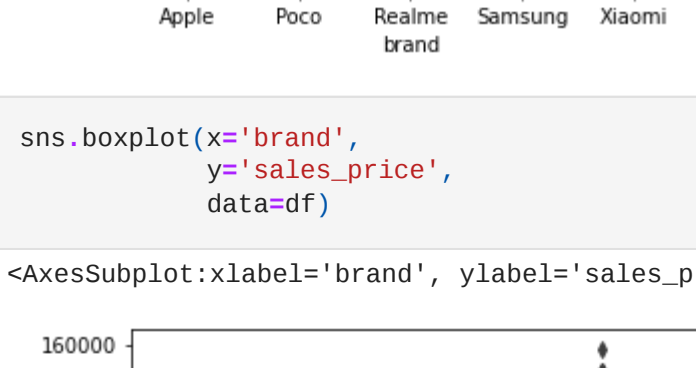 Apple Poco Realme Samsung Xiaomi
brand
sns.boxplot(x='brand',
y='sales_price',
data=df)
<AxesSubplot:xlabel='brand', ylabel='sales_p
160000